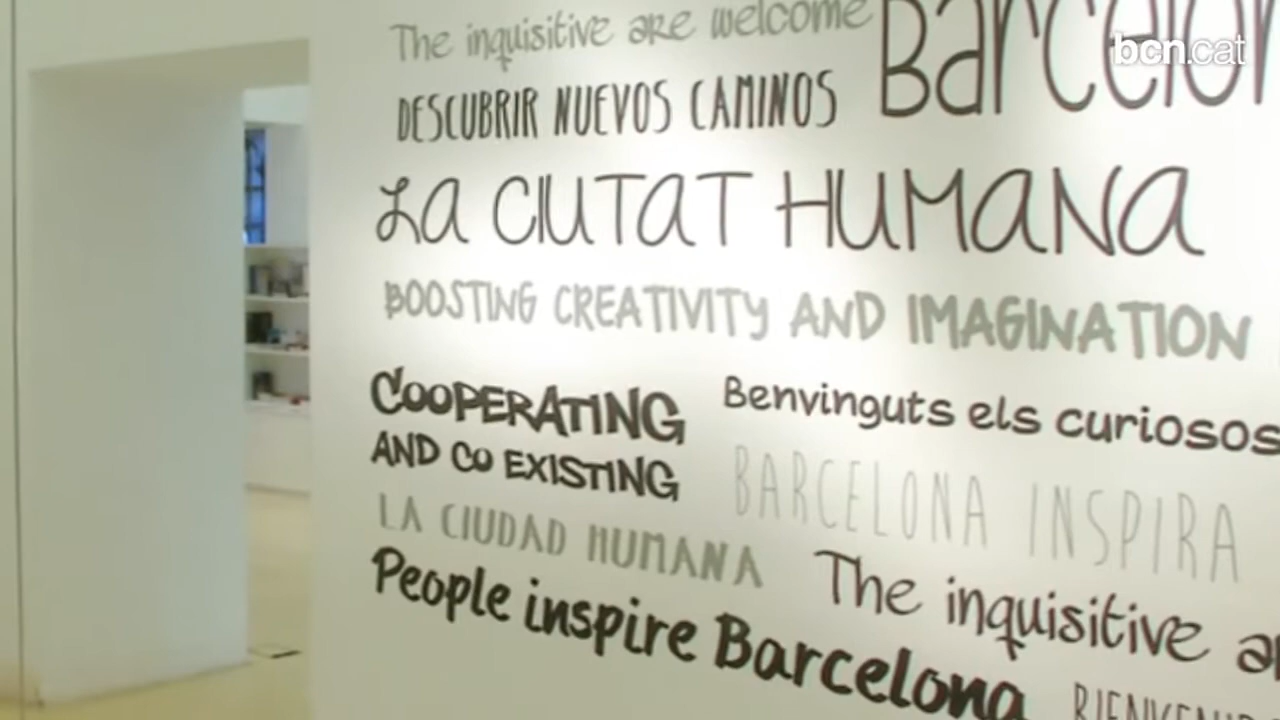 The inquisitive are welcome
bcn.cat
DESCUBRIR NUEVOS CAMINOS
La CIUTAT HUMANA
BOOSTING CREATIVITY AND IMAGINATION
COOPERATING
AND CO EXISTING
Benvinguts els curiosos
BARCELONA INSPIRA
LA CIUDAD HUMANA
The inquisitive
People inspire Barcelona